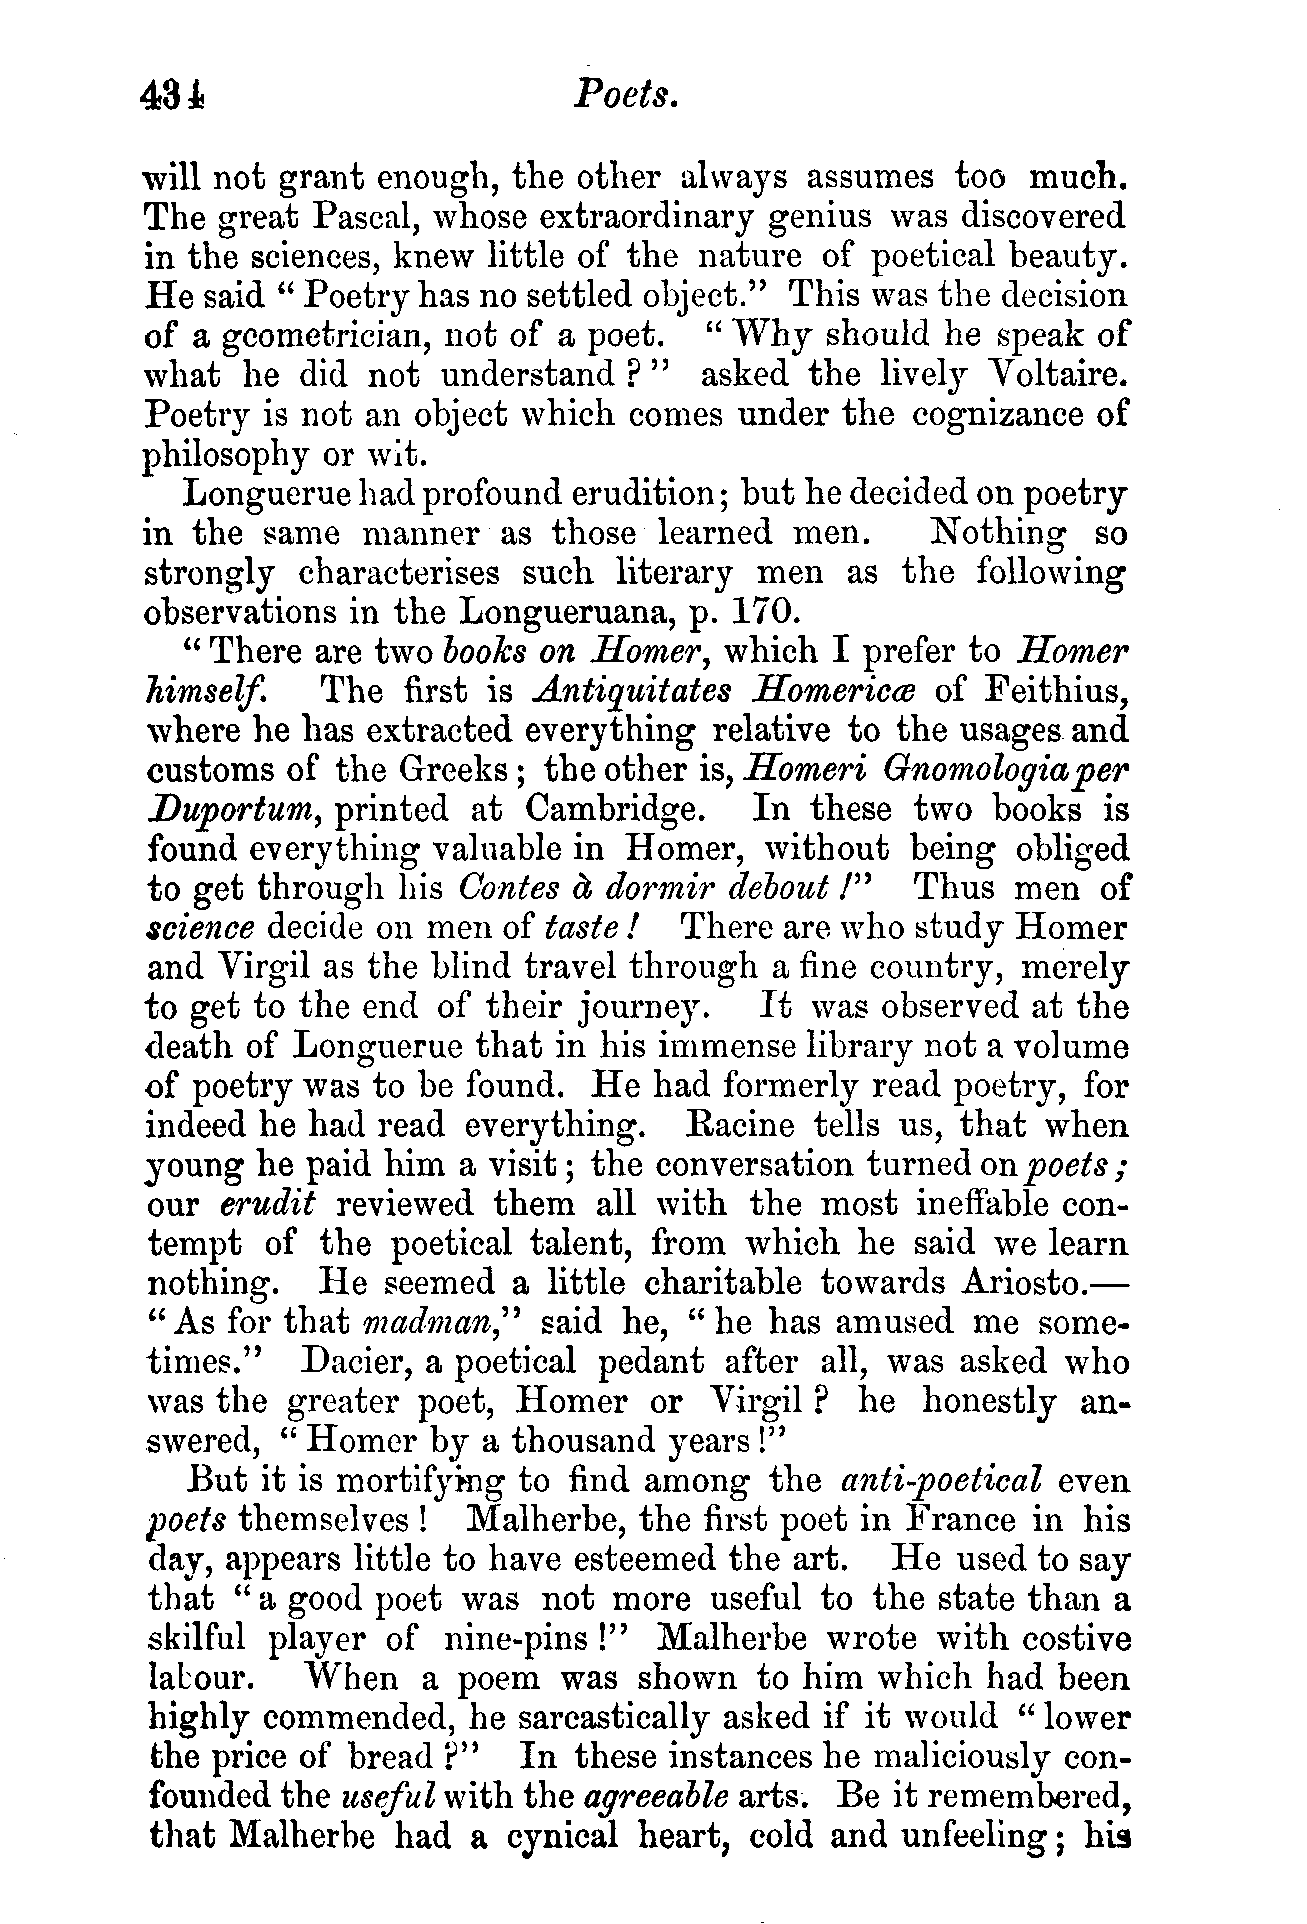 434 Poets.
will not grant enough, the other always assumes too much.
The great Pascal, whose extraordinary genius was discovered
in the sciences, knew little of the nature of poetical beauty.
He said “ Poetry has no settled object.” This was the decision
of a geometrician, not of a poet. “ Why should he speak of
what he did not understand ? ” asked the lively Voltaire.
Poetry is not an object which comes under the cognizance of
philosophy or wit.
Longuerue had profound erudition; but he decided on poetry
in the same manner as those learned men. Nothing so
strongly characterises such literary men as the following
observations in the Longueruana, p. 170.
“ There are two books on Homer, which I prefer to Homer
himself. The first is Antiquitates Homericæ of Feithius,
where he has extracted everything relative to the usages and
customs of the Greeks ; the other is, Homeri Gnomologia per
Duportum, printed at Cambridge. In these two books is
found everything valuable in Homer, without being obliged
to get through his Contes à dormir debout !” Thus men of
science decide on men of taste ! There are who study Homer
and Virgil as the blind travel through a fine country, merely
to get to the end of their journey. It was observed at the
death of Longuerue that in his immense library not a volume
of poetry was to be found. He had formerly read poetry, for
indeed he had read everything. Racine tells us, that when
young he paid him a visit ; the conversation turned on poets ;
our erudit reviewed them all with the most ineffable con-
tempt of the poetical talent, from which he said we learn
nothing. He seemed a little charitable towards Ariosto.—
“ As for that madman,” said he, “ he has amused me some-
times.” Dacier, a poetical pedant after all, was asked who
was the greater poet, Homer or Virgil ? he honestly an-
swered, “ Homer by a thousand years !”
But it is mortifying to find among the anti-poetical even
poets themselves ! Malherbe, the first poet in France in his
day, appears little to have esteemed the art. He used to say
that “ a good poet was not more useful to the state than a
skilful player of nine-pins !” Malherbe wrote with costive
labour. When a poem was shown to him which had been
highly commended, he sarcastically asked if it would “ lower
the price of bread ?” In these instances he maliciously con-
founded the useful with the agreeable arts. Be it remembered,
that Malherbe had a cynical heart, cold and unfeeling ; his